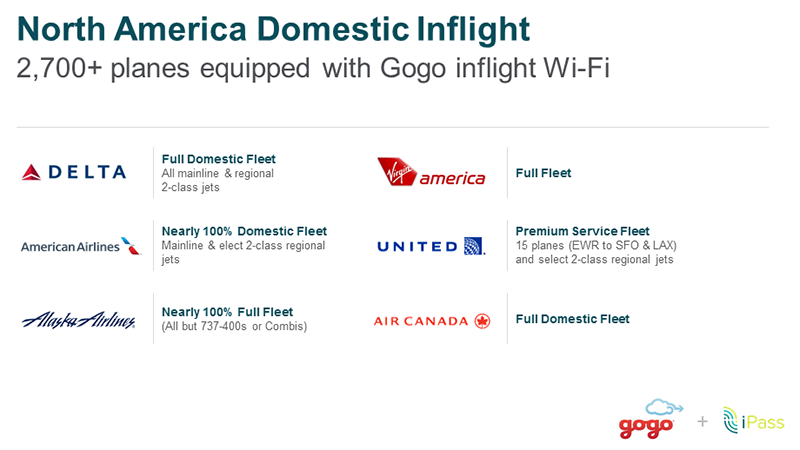 North America Domestic Inflight
2,700+ planes equipped with Gogo inflight Wi-Fi
DELTA
Full Domestic Fleet
All mainline & regional
2-class jets
Virgin america
Full Fleet
American Airlines
Nearly 100% Domestic Fleet
Mainline & elect 2-class regional
jets
UNITED
Premium Service Fleet
15 planes (EWR to SFO & LAX)
and select 2-class regional jets
Alaska Airlines
Nearly 100% Full Fleet
(All but 737-400s or Combis)
AIR CANADA
Full Domestic Fleet
gogo + iPass